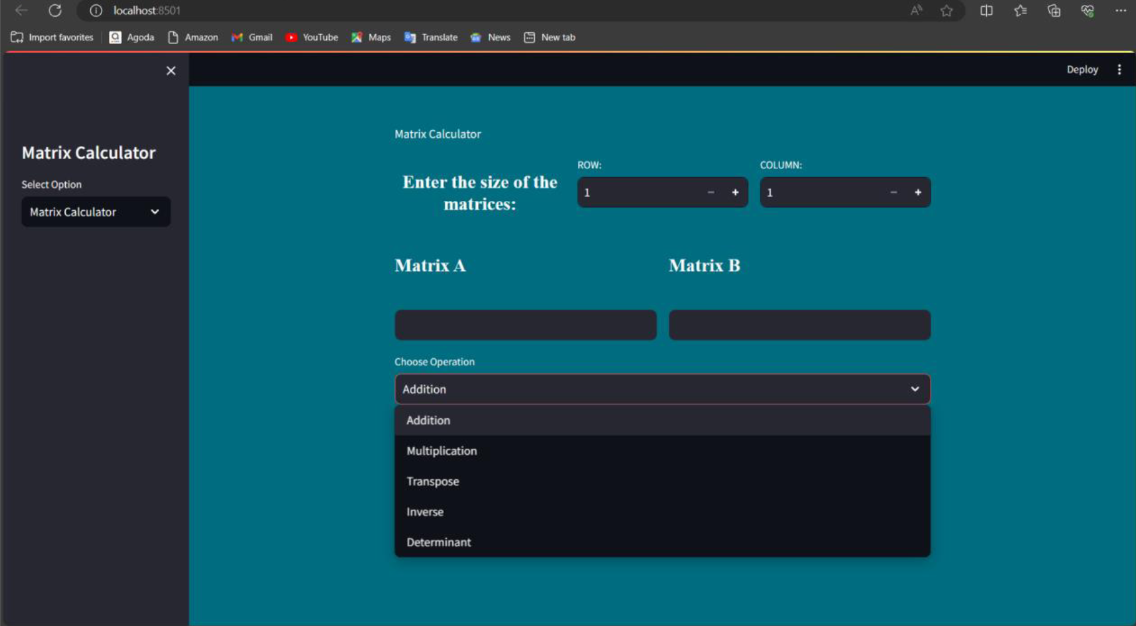 localhost:8501
Import favorites Agoda Amazon Gmail YouTube Maps Translate News New tab
Deploy
Matrix Calculator
Select Option
Matrix Calculator
Matrix Calculator
Enter the size of the
matrices:
ROW:
1
COLUMN:
1
Matrix A
Matrix B
Choose Operation
Addition
Addition
Multiplication
Transpose
Inverse
Determinant